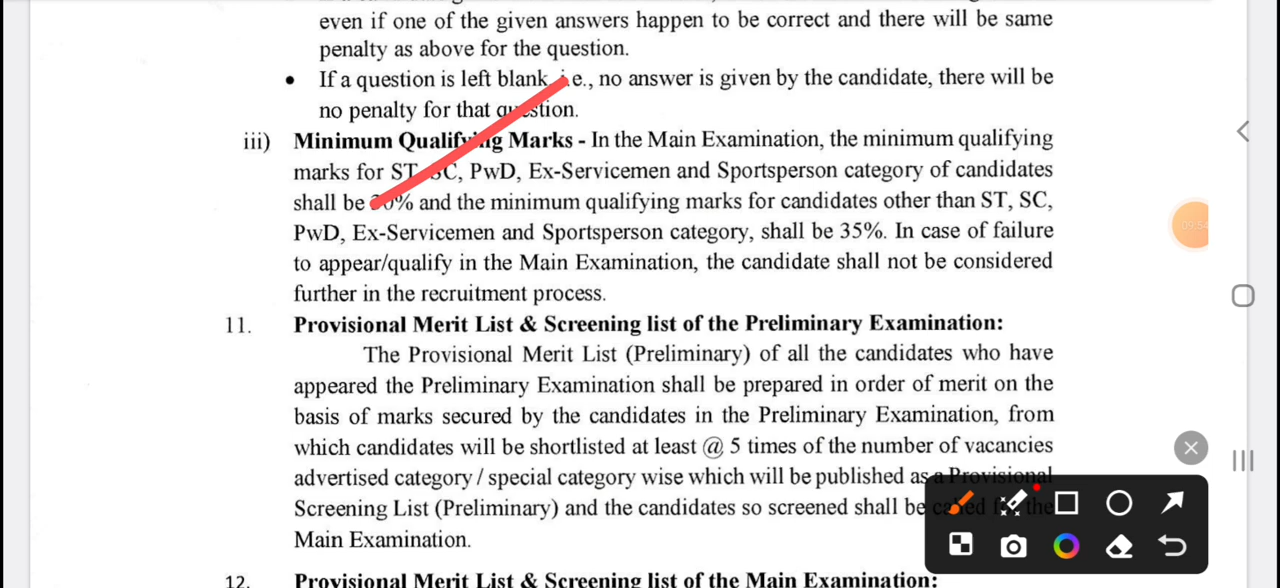 even if one of the given answers happen to be correct and there will be same
penalty as above for the question.
• If a question is left blank i.e., no answer is given by the candidate, there will be
no penalty for that question.
iii) Minimum Qualifying Marks - In the Main Examination, the minimum qualifying
marks for ST, SC, PwD, Ex-Servicemen and Sportsperson category of candidates
shall be and the minimum qualifying marks for candidates other than ST, SC,
PwD, Ex-Servicemen and Sportsperson category, shall be 35%. In case of failure
to appear/qualify in the Main Examination, the candidate shall not be considered
further in the recruitment process.
11. Provisional Merit List & Screening list of the Preliminary Examination:
The Provisional Merit List (Preliminary) of all the candidates who have
appeared the Preliminary Examination shall be prepared in order of merit on the
basis of marks secured by the candidates in the Preliminary Examination, from
which candidates will be shortlisted at least @ 5 times of the number of vacancies
advertised category / special category wise which will be published as a Provisional
Screening List (Preliminary) and the candidates so screened shall be called for the
Main Examination.
12. Provisional Merit List & Screening list of the Main Examination: